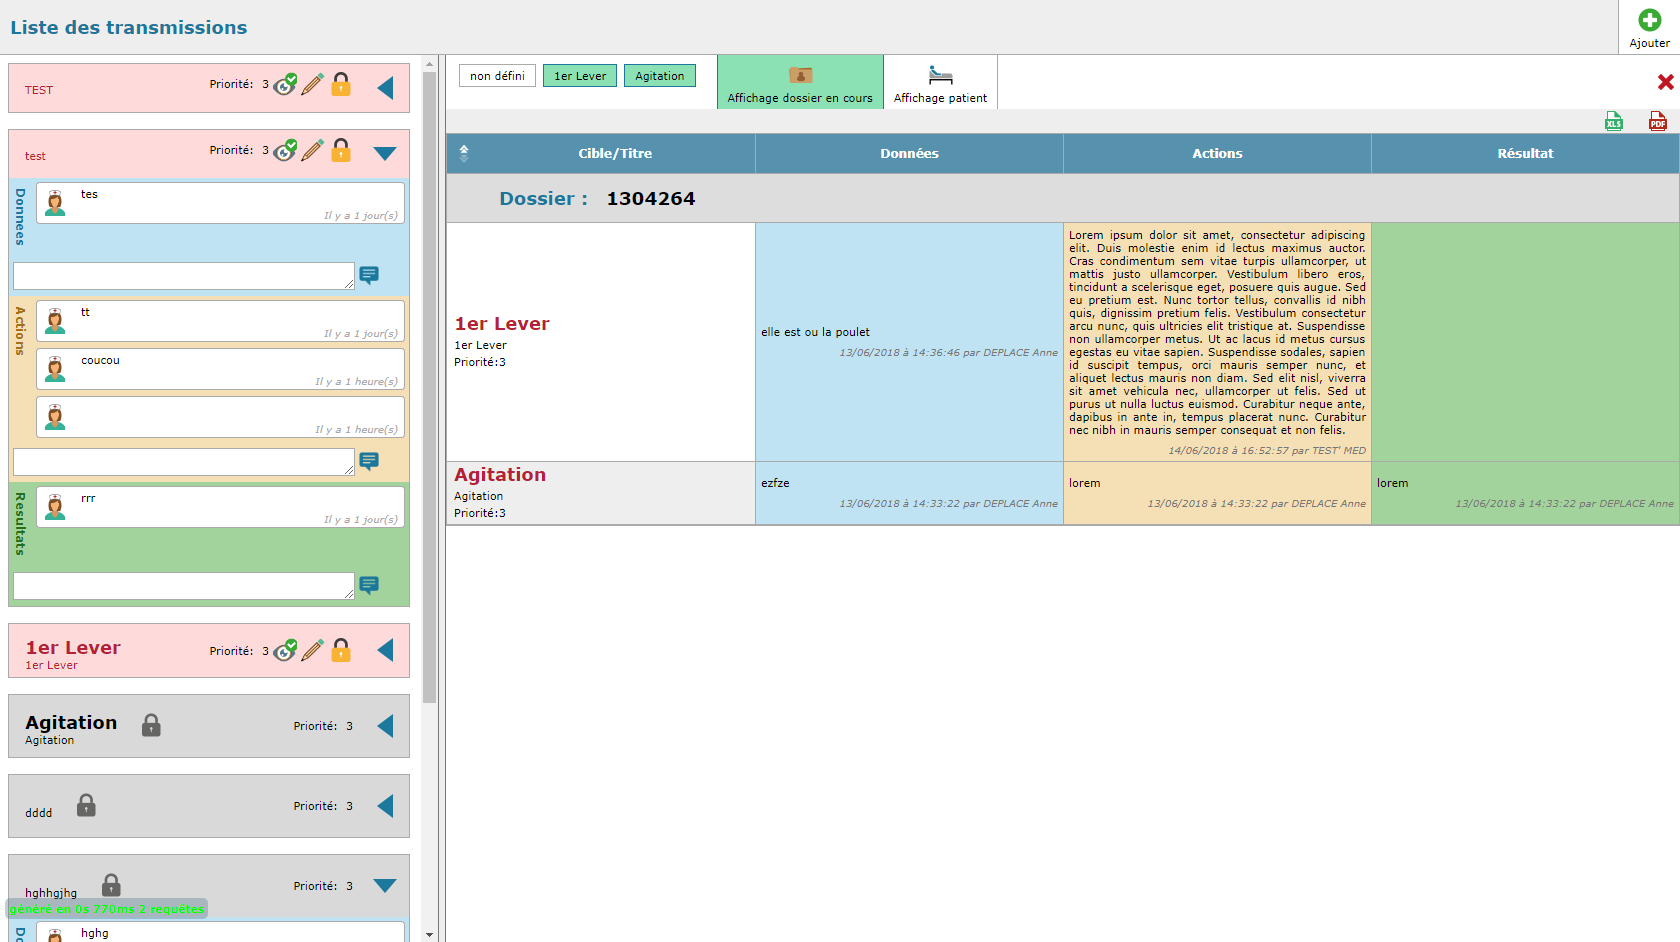 Liste des transmissions
Ajouter
TEST
Priorité: 3
test
Priorité: 3
Donnees
tes
Il y a 1 jour(s)
Actions
tt
Il y a 1 jour(s)
coucou
Il y a 1 heure(s)
Il y a 1 heure(s)
Resultats
rrr
Il y a 1 jour(s)
1er Lever
1er Lever
Priorité: 3
Agitation
Agitation
Priorité: 3
dddd
Priorité: 3
hghhgjhg
Priorité: 3
généré en 0s 770ms 2 requêtes
Do
hghg
non défini
1er Lever
Agitation
Affichage dossier en cours
Affichage patient
XLS
PDF
Cible/Titre
Données
Actions
Résultat
Dossier : 1304264
1er Lever
1er Lever
Priorité:3
elle est ou la poulet
13/06/2018 à 14:36:46 par DEPLACE Anne
Lorem ipsum dolor sit amet, consectetur adipiscing
elit. Duis molestie enim id lectus maximus auctor.
Cras condimentum sem vitae turpis ullamcorper, ut
mattis justo ullamcorper. Vestibulum libero eros,
tincidunt a scelerisque eget, posuere quis augue. Sed
eu pretium est. Nunc tortor tellus, convallis id nibh
quis, dignissim pretium felis. Vestibulum consectetur
arcu nunc, quis ultricies elit tristique at. Suspendisse
non ullamcorper metus. Ut ac lacus id metus cursus
egestas eu vitae sapien. Suspendisse sodales, sapien
id suscipit tempus, orci mauris semper nunc, et
aliquet lectus mauris non diam. Sed elit nisl, viverra
sit amet vehicula nec, ullamcorper ut felis. Sed ut
purus ut nulla luctus euismod. Curabitur neque ante,
dapibus in ante in, tempus placerat nunc. Curabitur
nec nibh in mauris semper consequat et non felis.
14/06/2018 à 16:52:57 par TEST' MED
Agitation
Agitation
Priorité:3
ezfze
13/06/2018 à 14:33:22 par DEPLACE Anne
lorem
13/06/2018 à 14:33:22 par DEPLACE Anne
lorem
13/06/2018 à 14:33:22 par DEPLACE Anne